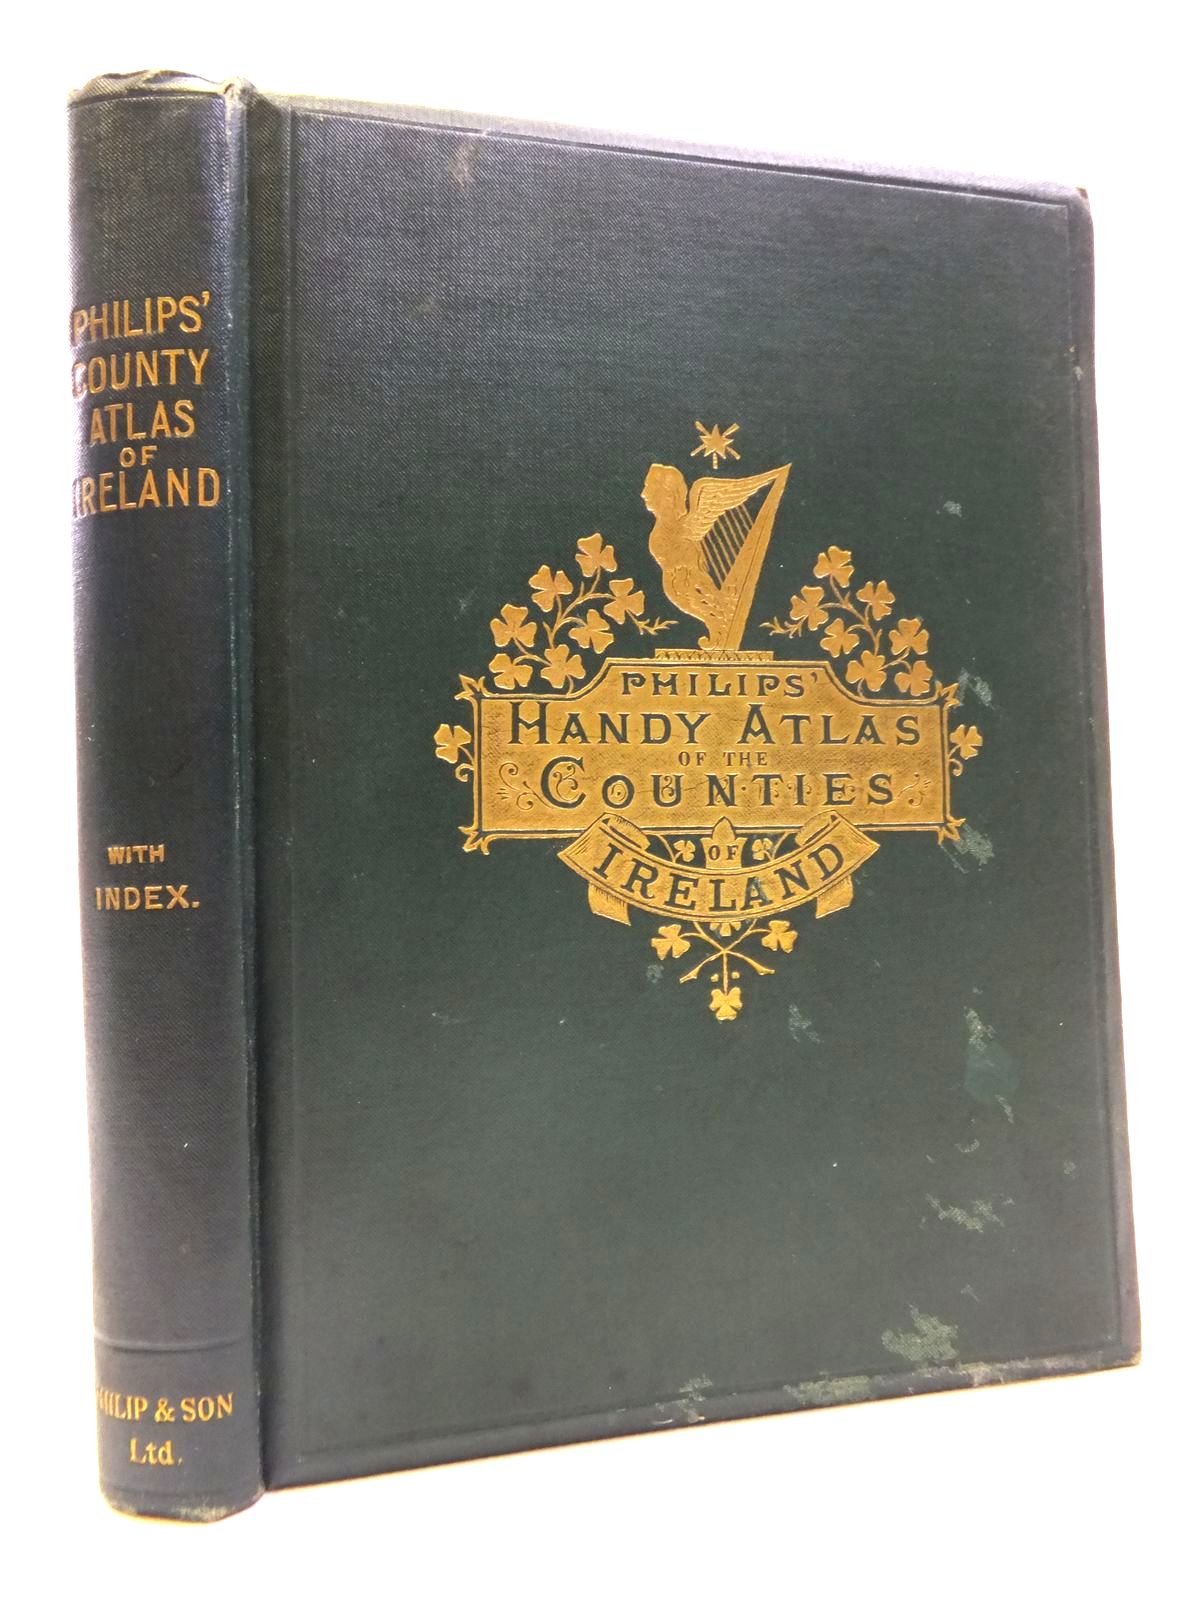 PHILIPS'
COUNTY
ATLAS
OF
IRELAND
WITH
INDEX.
PHILIP & SON
Ltd.
PHILIPS'
HANDY ATLAS
OF THE
COUNTIES
OF
IRELAND